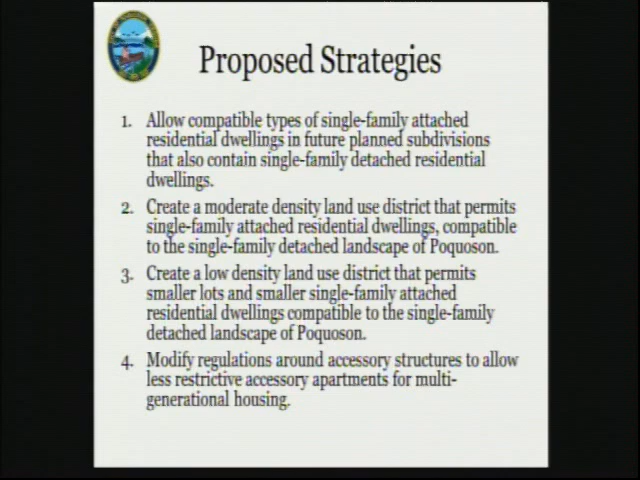 Proposed Strategies
1. Allow compatible types of single-family attached
residential dwellings in future planned subdivisions
that also contain single-family detached residential
dwellings.
2. Create a moderate density land use district that permits
single-family attached residential dwellings, compatible
to the single-family detached landscape of Poquoson.
3. Create a low density land use district that permits
smaller lots and smaller single-family attached
residential dwellings compatible to the single-family
detached landscape of Poquoson.
4. Modify regulations around accessory structures to allow
less restrictive accessory apartments for multi-
generational housing.